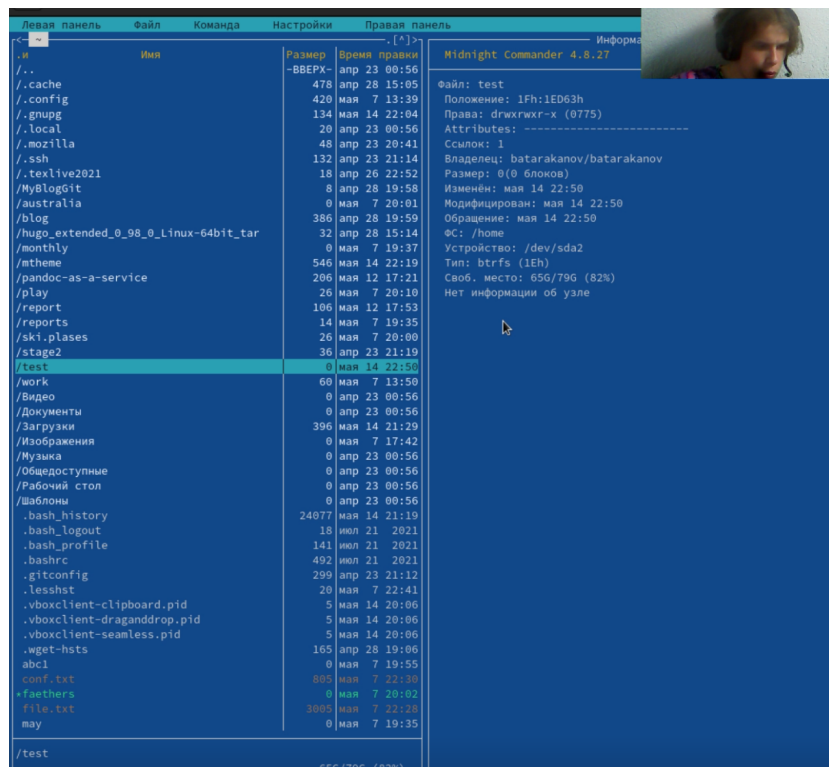 Левая панель Файл Команда Настройки Правая панель
<─ ~ .[^]>
.и Имя Размер Время правки
/.. -ВВЕРХ- апр 23 00:56
/.cache 478 апр 28 15:05
/.config 420 мая 7 13:39
/.gnupg 134 мая 14 22:04
/.local 20 апр 23 00:56
/.mozilla 48 апр 23 20:41
/.ssh 132 апр 23 21:14
/.texlive2021 18 апр 26 22:52
/MyBlogGit 8 апр 28 19:58
/australia 0 мая 7 20:01
/blog 386 апр 28 19:59
/hugo_extended_0_98_0_Linux-64bit_tar 32 апр 28 15:14
/monthly 0 мая 7 19:37
/mtheme 546 мая 14 22:19
/pandoc-as-a-service 206 мая 12 17:21
/play 26 мая 7 20:10
/report 106 мая 12 17:53
/reports 14 мая 7 19:35
/ski.plases 26 мая 7 20:00
/stage2 36 апр 23 21:19
/test 0 мая 14 22:50
/work 60 мая 7 13:50
/Видео 0 апр 23 00:56
/Документы 0 апр 23 00:56
/Загрузки 396 мая 14 21:29
/Изображения 0 мая 7 17:42
/Музыка 0 апр 23 00:56
/Общедоступные 0 апр 23 00:56
/Рабочий стол 0 апр 23 00:56
/Шаблоны 0 апр 23 00:56
.bash_history 24077 мая 14 21:19
.bash_logout 18 июл 21 2021
.bash_profile 141 июл 21 2021
.bashrc 492 июл 21 2021
.gitconfig 299 апр 23 21:12
.lesshst 20 мая 7 22:41
.vboxclient-clipboard.pid 5 мая 14 20:06
.vboxclient-draganddrop.pid 5 мая 14 20:06
.vboxclient-seamless.pid 5 мая 14 20:06
.wget-hsts 165 апр 28 19:06
abc1 0 мая 7 19:55
conf.txt 805 мая 7 22:30
*faethers 0 мая 7 20:02
file.txt 3005 мая 7 22:28
may 0 мая 7 19:35
/test
Информа
Midnight Commander 4.8.27
Файл: test
Положение: 1Fh:1ED63h
Права: drwxrwxr-x (0775)
Attributes: -------------------------
Ссылок: 1
Владелец: batarakanov/batarakanov
Размер: 0(0 блоков)
Изменён: мая 14 22:50
Модифицирован: мая 14 22:50
Обращение: мая 14 22:50
ФС: /home
Устройство: /dev/sda2
Тип: btrfs (1Eh)
Своб. место: 65G/79G (82%)
Нет информации об узле